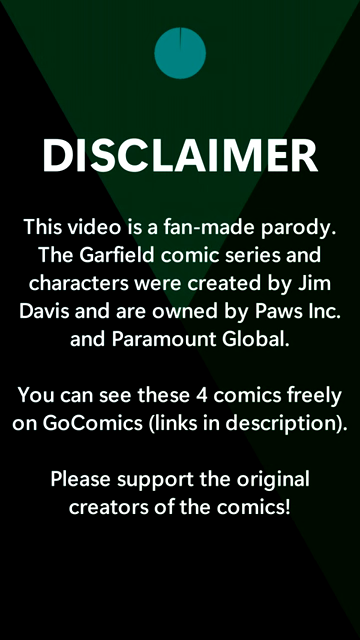 DISCLAIMER
This video is a fan-made parody.
The Garfield comic series and
characters were created by Jim
Davis and are owned by Paws Inc.
and Paramount Global.
You can see these 4 comics freely
on GoComics (links in description).
Please support the original
creators of the comics!